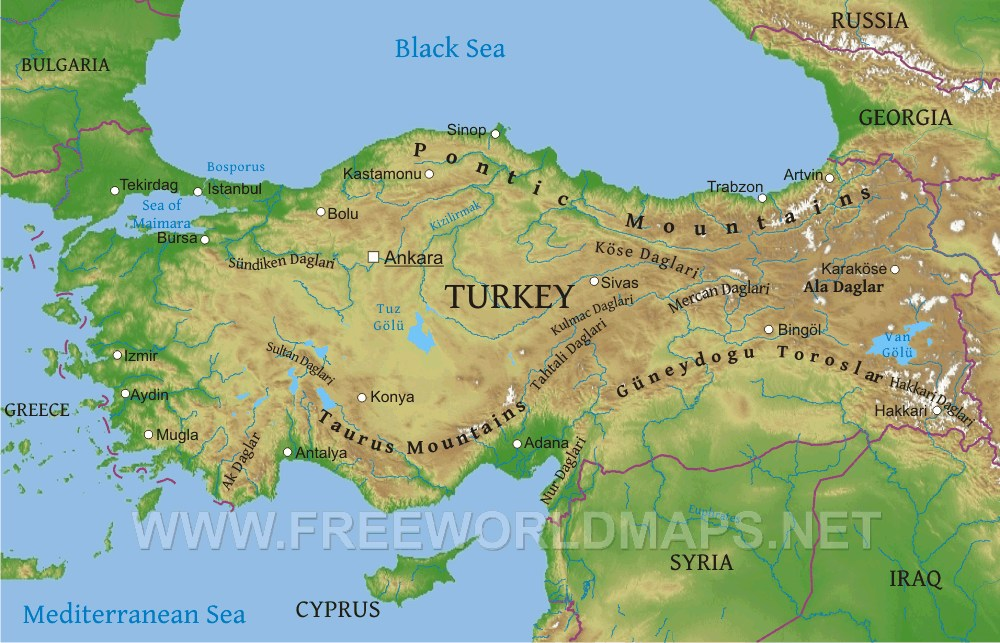 RUSSIA
Black Sea
BULGARIA
GEORGIA
Sinop
Pontic Mountains
Kastamonu
Bosporus
Artvin
Tekirdag
Istanbul
Trabzon
Sea of
Maimara
Bolu
Kizilirmak
Bursa
Sündiken Daglari
Ankara
Köse Daglari
Karaköse
Ala Daglar
Sivas
Mercan Daglari
TURKEY
Kulmac Daglari
Tuz
Gölü
Bingöl
Van
Gölü
Izmir
Sultan Daglari
Tahtali Daglari
Güneydogu Toroslar
Aydin
Konya
Hakkari Daglari
GREECE
Hakkari
Taurus Mountains
Mugla
Antalya
Adana
Ak Daglar
Nur Daglari
Euphrates
WWW.FREEWORLDMAPS.NET
SYRIA
IRAQ
CYPRUS
Mediterranean Sea